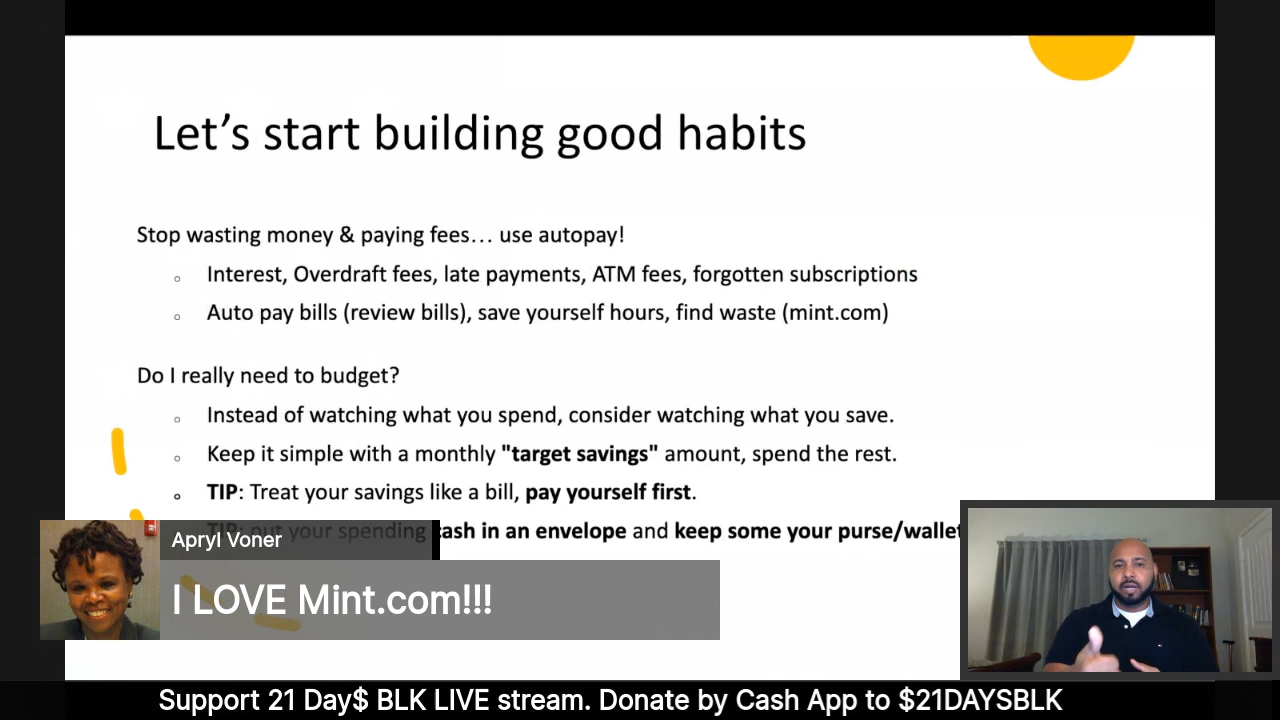 Let's start building good habits
Stop wasting money & paying fees... use autopay!
Interest, Overdraft fees, late payments, ATM fees, forgotten subscriptions
Auto pay bills (review bills), save yourself hours, find waste (mint.com)
Do I really need to budget?
Instead of watching what you spend, consider watching what you save.
Keep it simple with a monthly "target savings" amount, spend the rest.
TIP: Treat your savings like a bill, pay yourself first.
TIP: put your spending cash in an envelope and keep some your purse/wallet
Apryl Voner
I LOVE Mint.com!!!
Support 21 Day$ BLK LIVE stream. Donate by Cash App to $21DAYSBLK